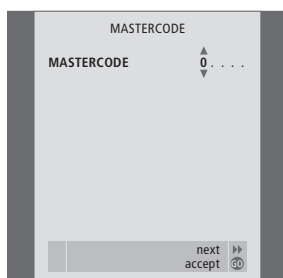 MASTERCODE
MASTERCODE 0 . . . .
next
accept GO